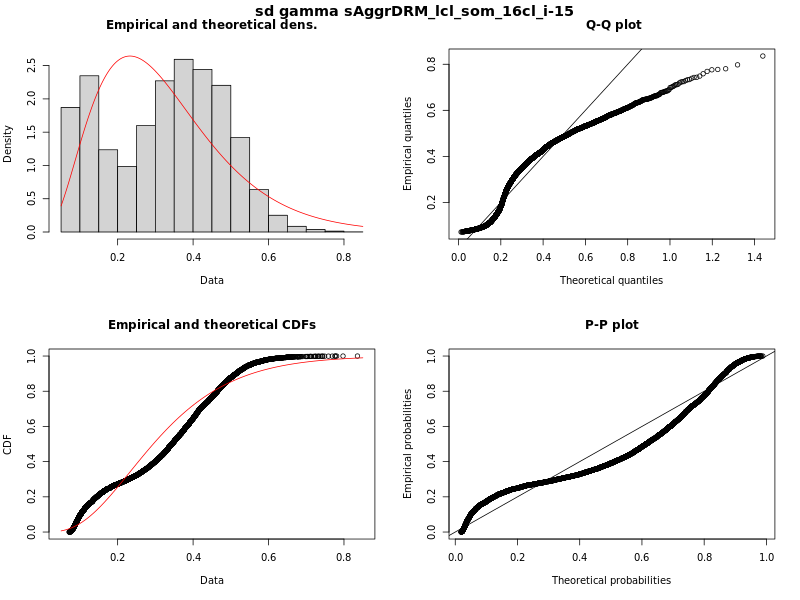 sd gamma sAggrDRM_lcl_som_16cl_i-15
Empirical and theoretical dens.
Density
0.0 0.5 1.0 1.5 2.0 2.5
0.2 0.4 0.6 0.8
Data
Q-Q plot
Empirical quantiles
0.2 0.4 0.6 0.8
0.0 0.2 0.4 0.6 0.8 1.0 1.2 1.4
Theoretical quantiles
Empirical and theoretical CDFs
CDF
0.0 0.2 0.4 0.6 0.8 1.0
0.2 0.4 0.6 0.8
Data
P-P plot
Empirical probabilities
0.0 0.2 0.4 0.6 0.8 1.0
0.0 0.2 0.4 0.6 0.8 1.0
Theoretical probabilities